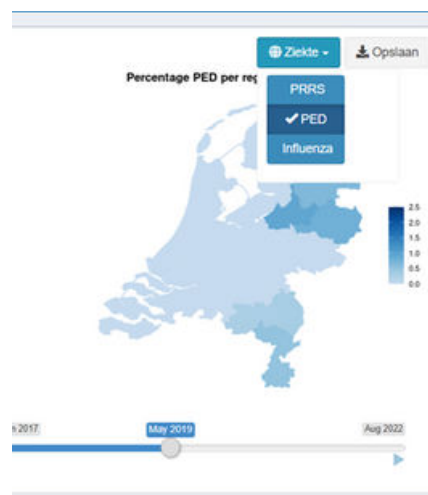 Ziekte
Opslaan
Percentage PED per reg
PRRS
PED
Influenza
2.5
2.0
1.5
1.0
0.5
0.0
2017
May 2019
Aug 2022